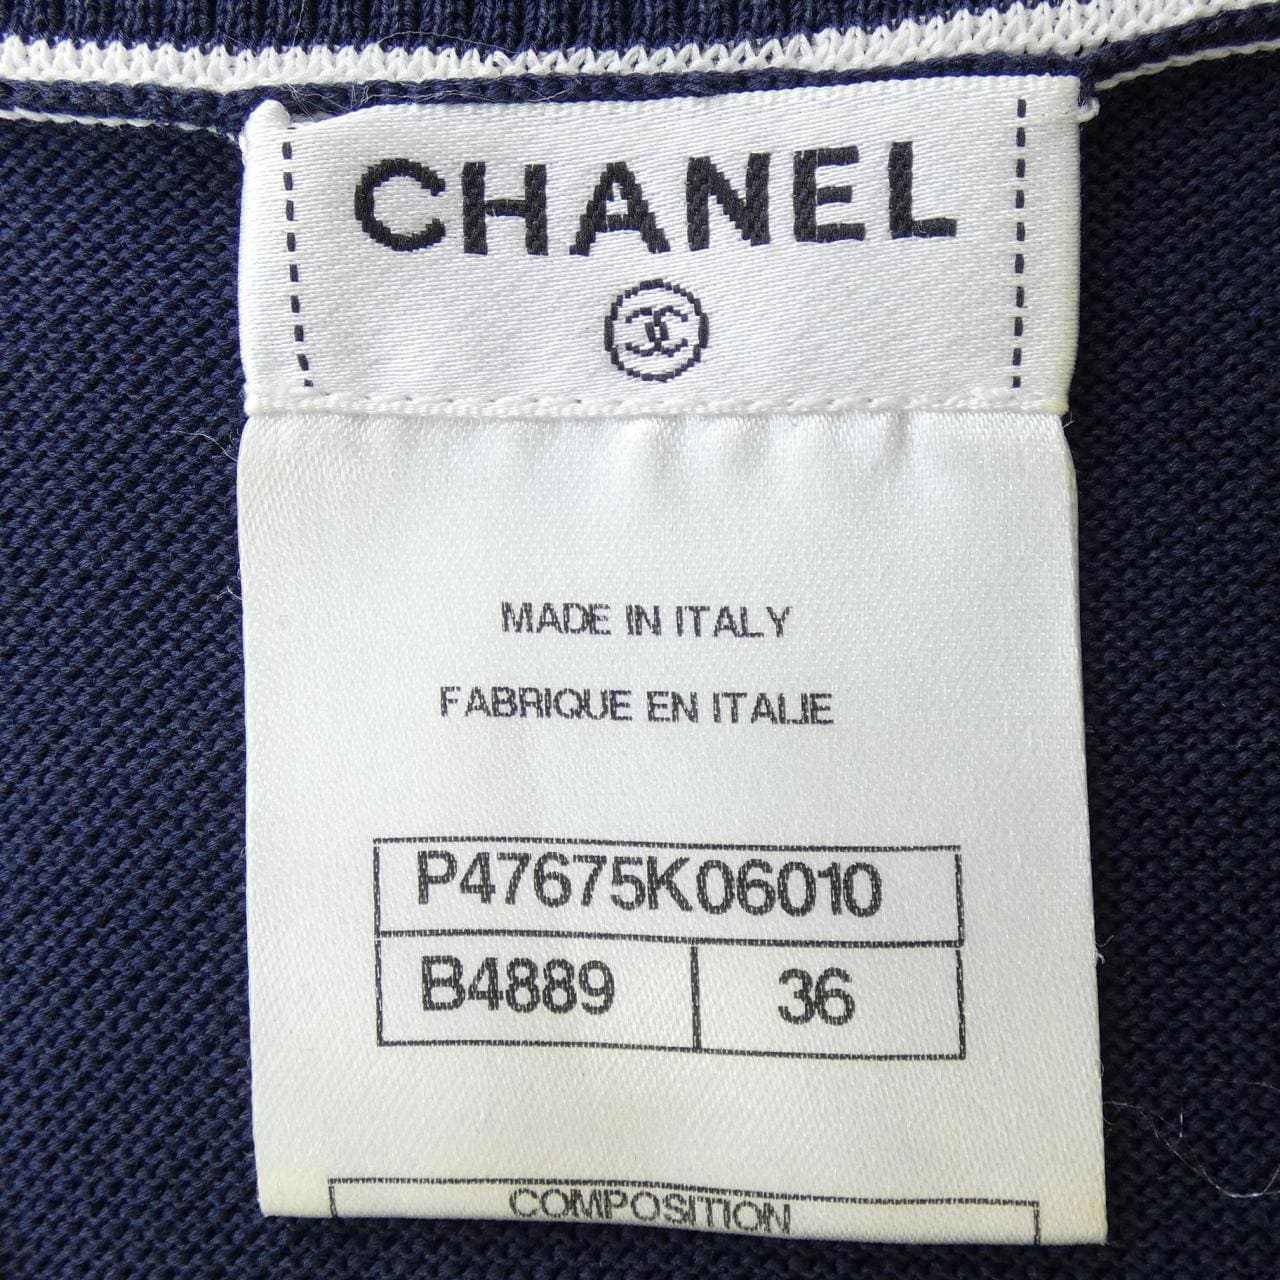 CHANEL
MADE IN ITALY
FABRIQUE EN ITALIE
P47675K06010
B4889 36
COMPOSITION